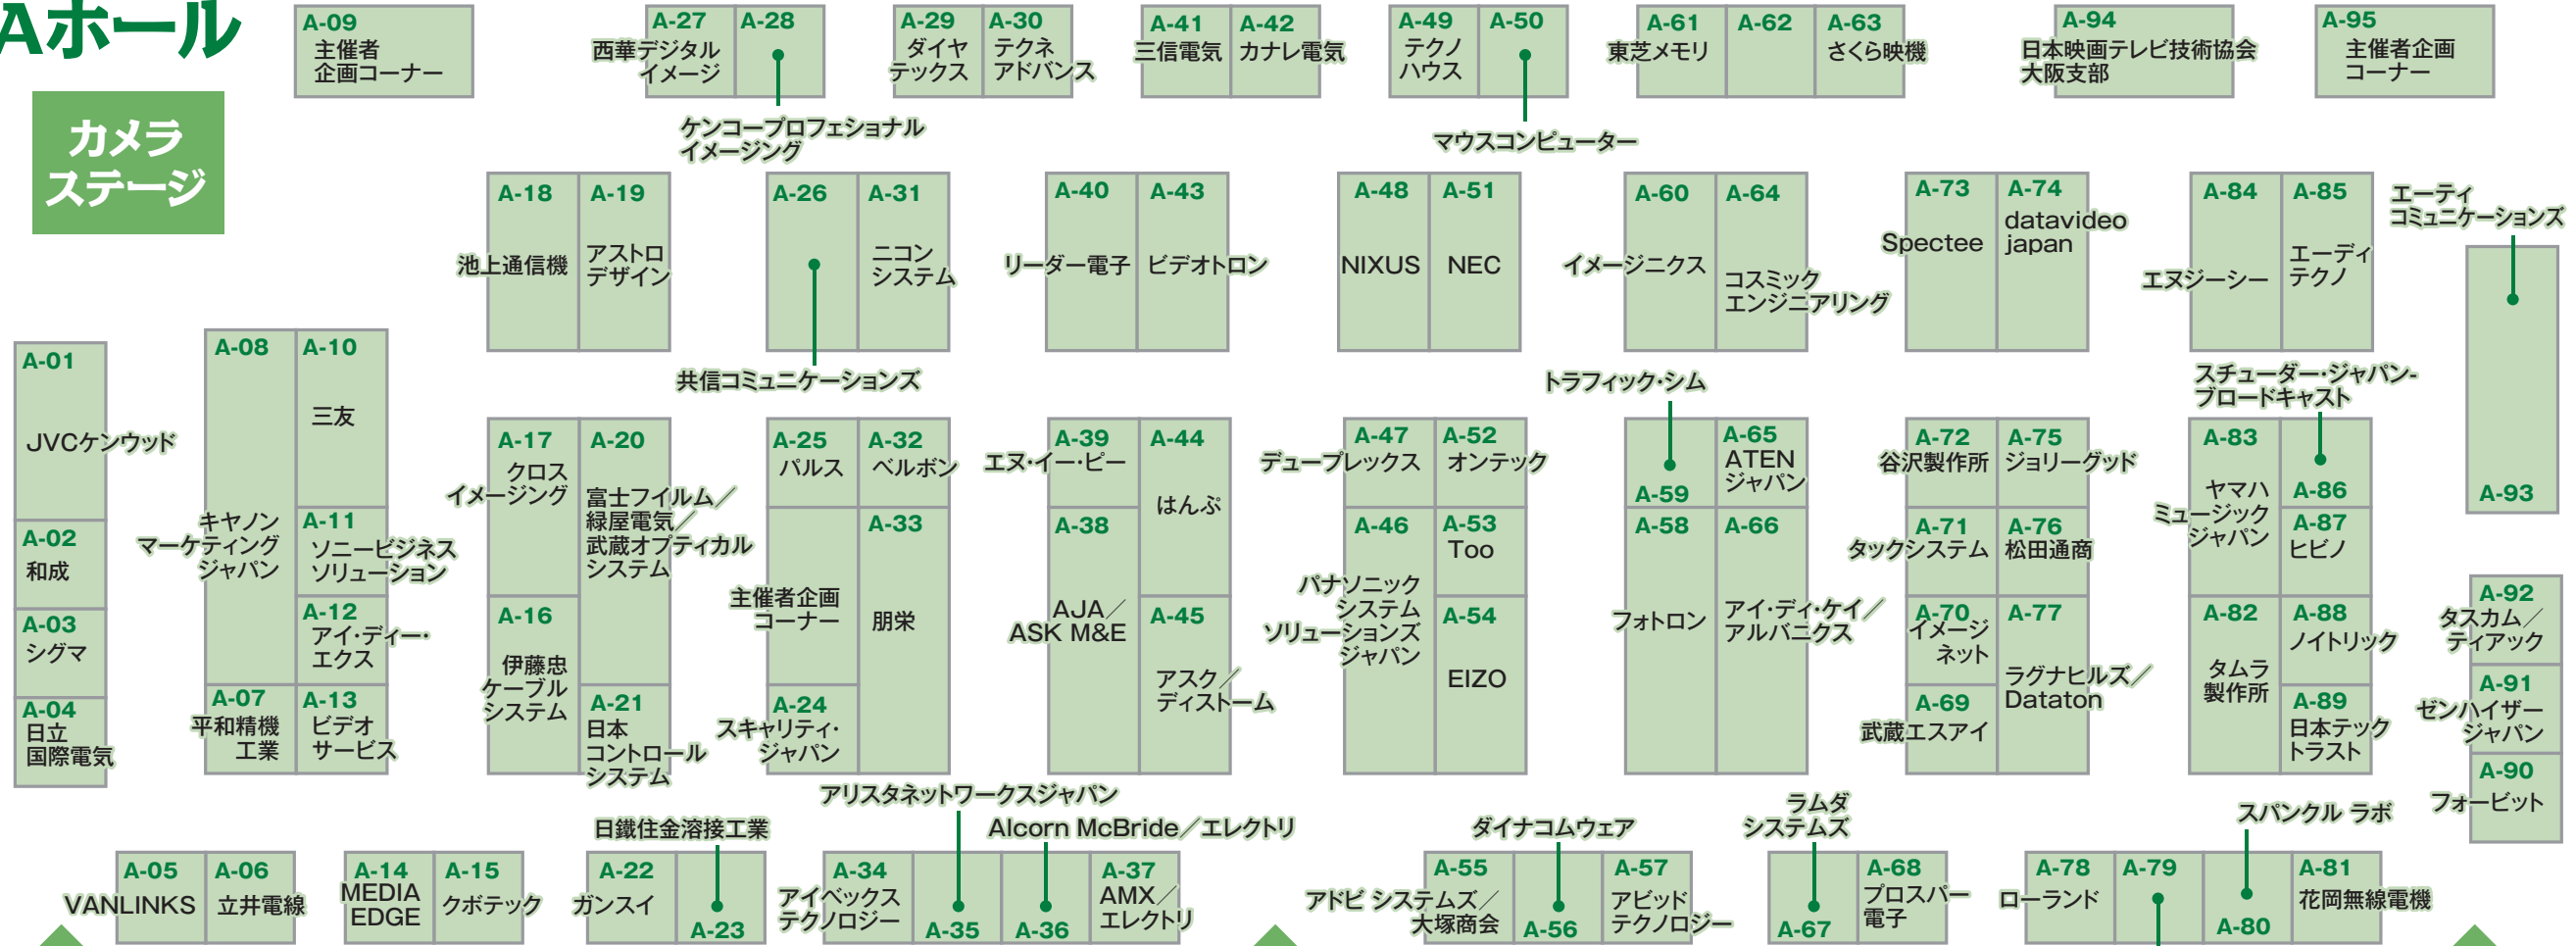 Aホール
カメラ
ステージ
A-09
主催者
企画コーナー
A-27
西華デジタル
イメージ
A-28
ケンコープロフェショナル
イメージング
A-29
ダイヤ
テックス
A-30
テクネ
アドバンス
A-41
三信電気
A-42
カナレ電気
A-49
テクノ
ハウス
A-50
マウスコンピューター
A-61
東芝メモリ
A-62
A-63
さくら映機
A-94
日本映画テレビ技術協会
大阪支部
A-95
主催者企画
コーナー
A-18
池上通信機
A-19
アストロ
デザイン
A-26
共信コミュニケーションズ
A-31
ニコン
システム
A-40
リーダー電子
A-43
ビデオトロン
A-48
NIXUS
A-51
NEC
A-60
イメージニクス
A-64
コスミック
エンジニアリング
A-73
Spectee
A-74
datavideo
japan
A-84
エヌジーシー
A-85
エーディ
テクノ
エーティ
コミュニケーションズ
A-93
A-01
JVCケンウッド
A-02
和成
A-03
シグマ
A-04
日立
国際電気
A-08
キヤノン
マーケティング
ジャパン
A-10
三友
A-11
ソニービジネス
ソリューション
A-12
アイ・ディー・
エクス
A-07
平和精機
工業
A-13
ビデオ
サービス
A-17
クロス
イメージング
A-20
富士フイルム／
緑屋電気／
武蔵オプティカル
システム
A-16
伊藤忠
ケーブル
システム
A-21
日本
コントロール
システム
A-25
パルス
A-32
ベルボン
主催者企画
コーナー
A-33
朋栄
A-24
スキャリティ・
ジャパン
A-39
エヌ・イー・ピー
A-44
はんぷ
A-38
AJA／
ASK M&E
A-45
アスク／
ディストーム
A-47
デュープレックス
A-52
オンテック
A-46
パナソニック
システム
ソリューションズ
ジャパン
A-53
Too
A-54
EIZO
トラフィック・シム
A-59
A-65
ATEN
ジャパン
A-58
フォトロン
A-66
アイ・ディ・ケイ／
アルバニクス
A-72
谷沢製作所
A-75
ジョリーグッド
A-71
タックシステム
A-76
松田通商
A-70
イメージ
ネット
A-77
ラグナヒルズ／
Dataton
A-69
武蔵エスアイ
スチューダー・ジャパン-
ブロードキャスト
A-83
ヤマハ
ミュージック
ジャパン
A-86
A-87
ヒビノ
A-82
タムラ
製作所
A-88
ノイトリック
A-89
日本テック
トラスト
A-92
タスカム／
ティアック
A-91
ゼンハイザー
ジャパン
A-90
フォービット
A-05
VANLINKS
A-06
立井電線
A-14
MEDIA
EDGE
A-15
クボテック
A-22
ガンスイ
日鐵住金溶接工業
A-23
A-34
アイベックス
テクノロジー
アリスタネットワークスジャパン
A-35
Alcorn McBride／エレクトリ
A-36
A-37
AMX／
エレクトリ
A-55
アドビ システムズ／
大塚商会
ダイナコムウェア
A-56
A-57
アビッド
テクノロジー
ラムダ
システムズ
A-67
A-68
プロスパー
電子
A-78
ローランド
A-79
スパンクル ラボ
A-80
A-81
花岡無線電機